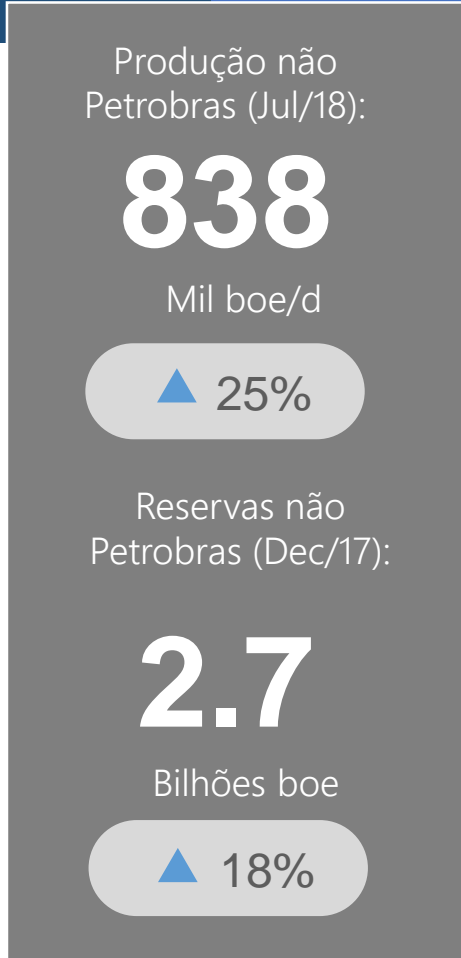 Produção não
Petrobras (Jul/18):
838
Mil boe/d
25%
Reservas não
Petrobras (Dec/17):
2.7
Bilhões boe
18%